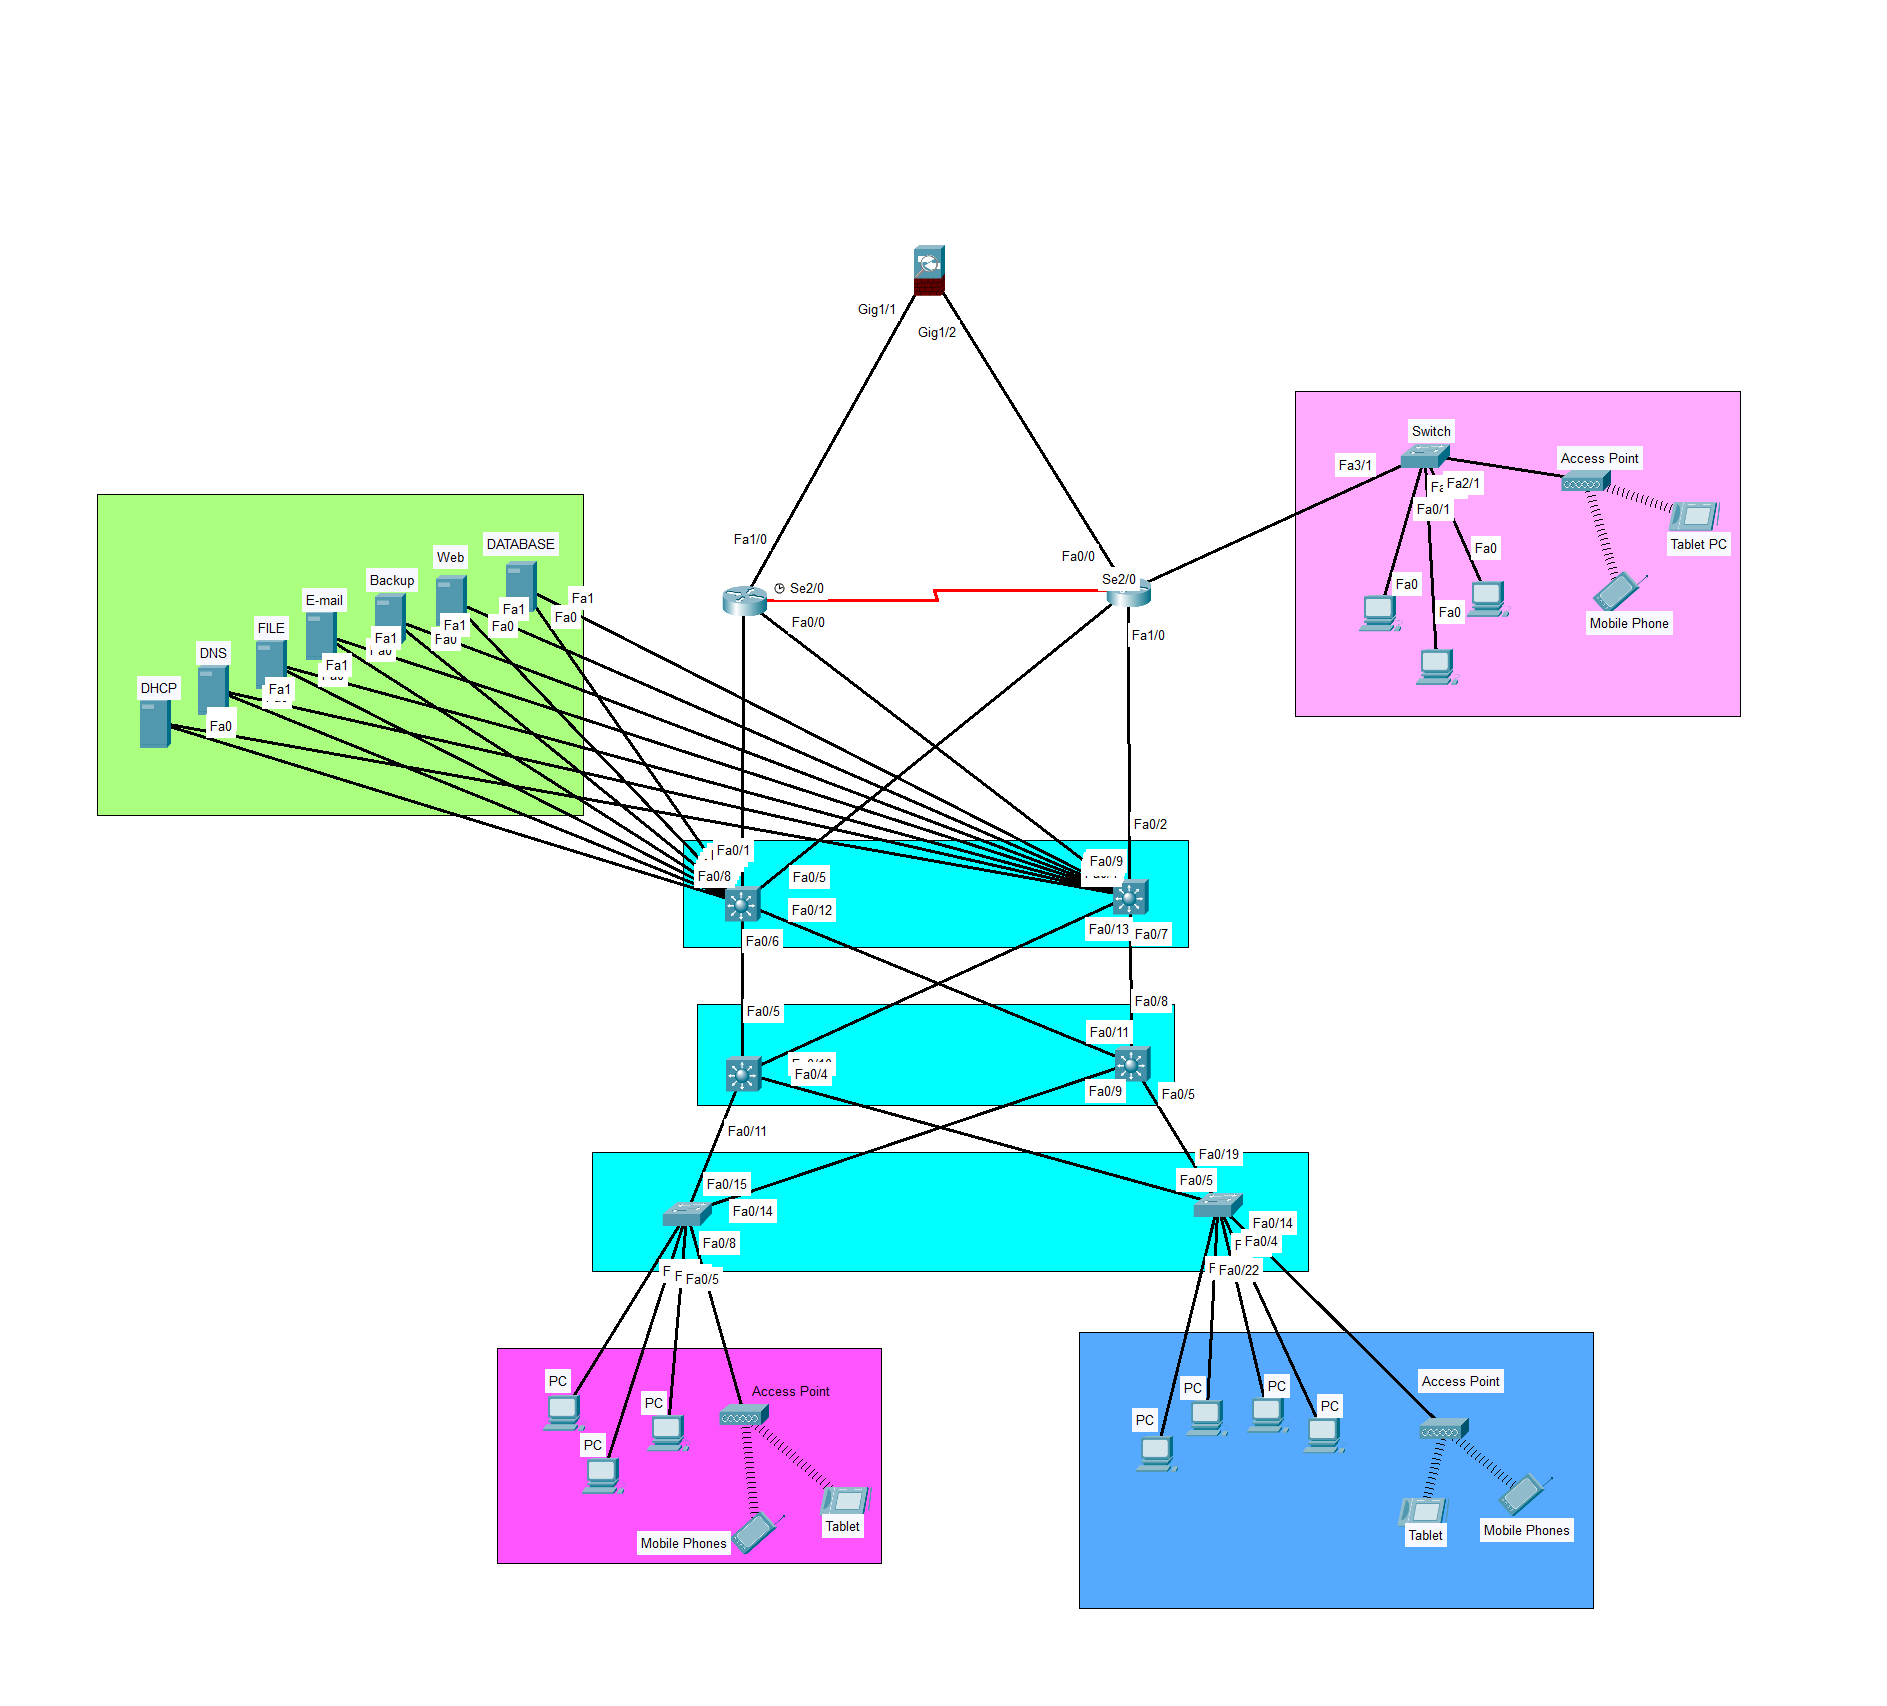 Gig1/1
Gig1/2
Switch
Access Point
Fa3/1
Fa2/1
Fa0/1
Tablet PC
Fa0
Fa0
Fa0
Mobile Phone
DATABASE
Web
Backup
E-mail
FILE
DNS
DHCP
Fa1
Fa0
Fa1
Fa0
Fa1
Fa0
Fa1
Fa0
Fa1
Fa1
Fa0
Fa1/0
Se2/0
Fa0/0
Fa0/0
Se2/0
Fa1/0
Fa0/2
Fa0/1
Fa0/8
Fa0/5
Fa0/12
Fa0/6
Fa0/9
Fa0/13
Fa0/7
Fa0/5
Fa0/8
Fa0/11
Fa0/4
Fa0/9
Fa0/5
Fa0/11
Fa0/19
Fa0/15
Fa0/5
Fa0/14
Fa0/14
Fa0/8
Fa0/4
Fa0/5
Fa0/22
PC
PC
PC
Access Point
Mobile Phones
Tablet
PC
PC
PC
PC
Access Point
Tablet
Mobile Phones